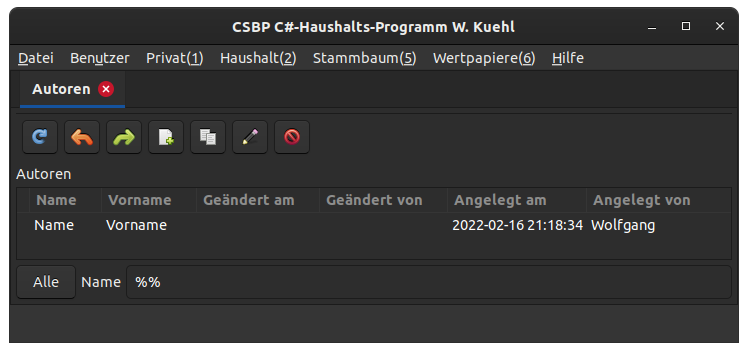 CSBP C#-Haushalts-Programm W. Kuehl
Datei Benutzer Privat(1) Haushalt(2) Stammbaum(5) Wertpapiere(6) Hilfe
Autoren
Autoren
Name Vorname Geändert am Geändert von Angelegt am Angelegt von
Name Vorname 2022-02-16 21:18:34 Wolfgang
Alle Name %%